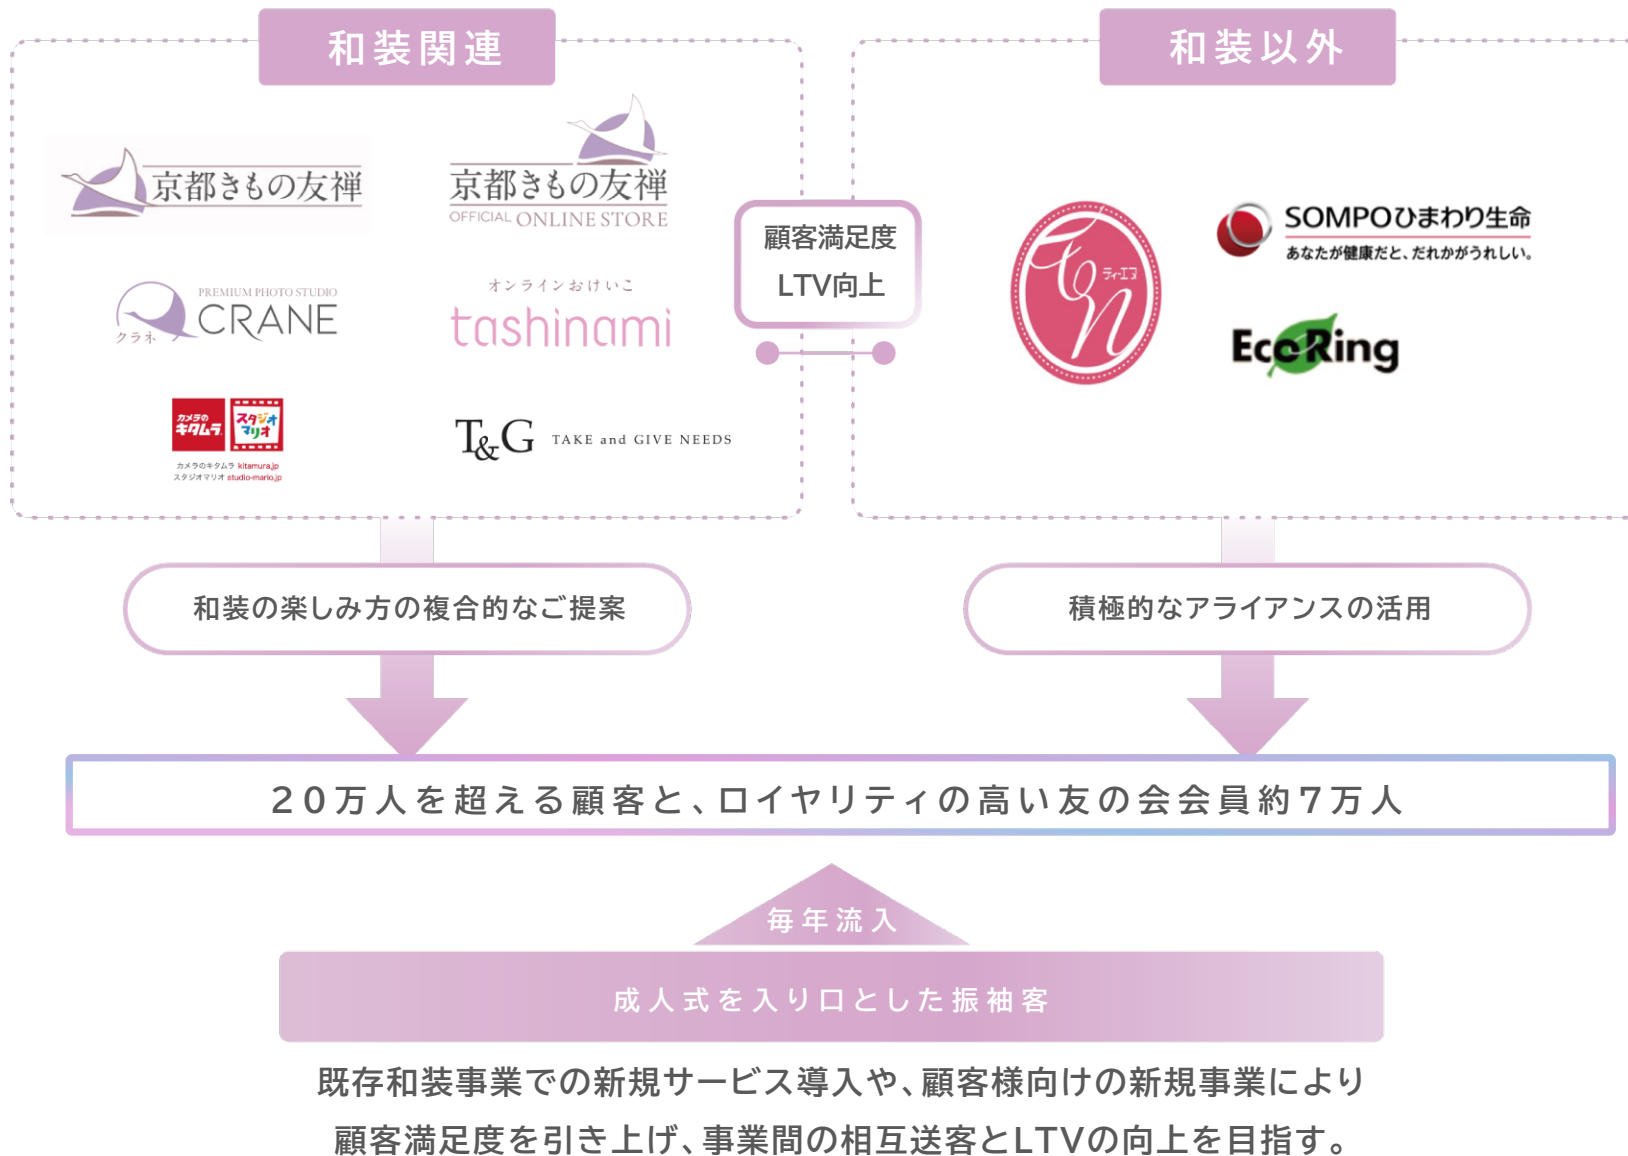 和装関連
京都きもの友禅
京都きもの友禅
OFFICIAL ONLINE STORE
PREMIUM PHOTO STUDIO
CRANE
クラネ
オンラインおけいこ
tashinami
カメラの
キタムラ
スタジオ
マリオ
カメラのキタムラ kitamura.jp
スタジオマリオ studio-mario.jp
T&G TAKE and GIVE NEEDS
顧客満足度
LTV向上
和装以外
ティーエヌ
SOMPOひまわり生命
あなたが健康だと、だれかがうれしい。
EcoRing
和装の楽しみ方の複合的なご提案
積極的なアライアンスの活用
20万人を超える顧客と、ロイヤリティの高い友の会会員約7万人
毎年流入
成人式を入り口とした振袖客
既存和装事業での新規サービス導入や、顧客様向けの新規事業により
顧客満足度を引き上げ、事業間の相互送客とLTVの向上を目指す。